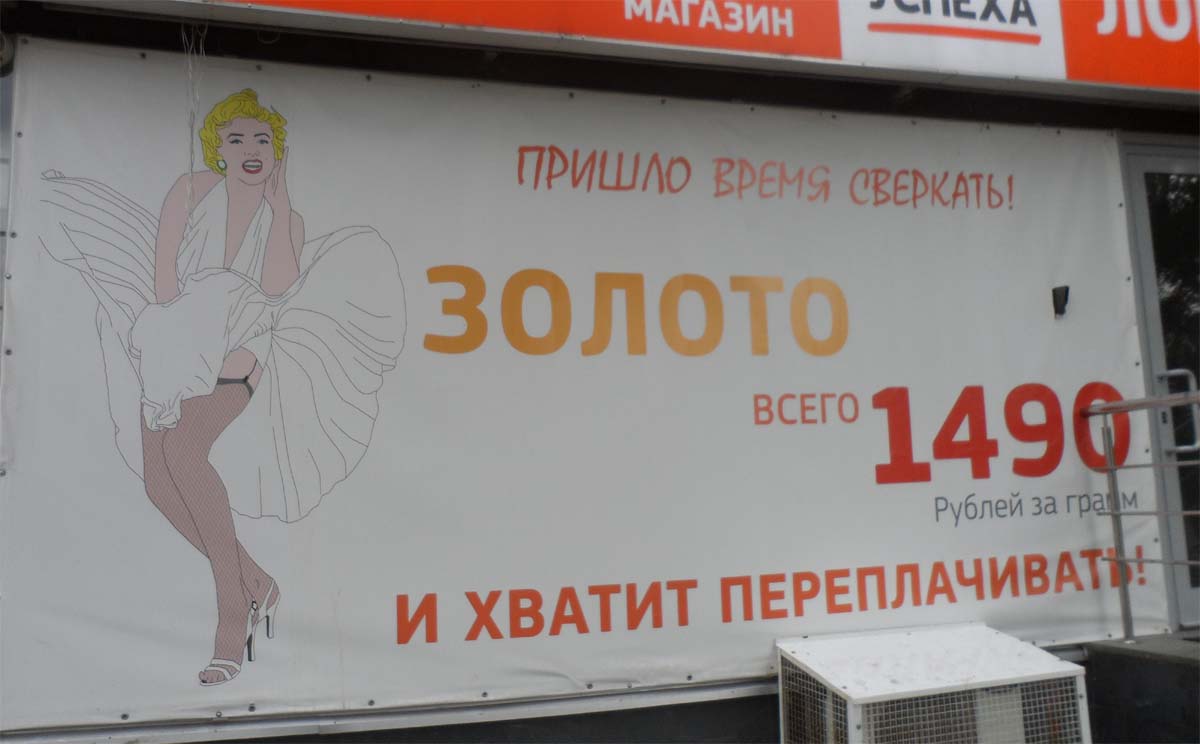 МАГАЗИН
УСПЕХА
ПРИШЛО ВРЕМЯ СВЕРКАТЬ!
ЗОЛОТО
ВСЕГО 1490
Рублей за грамм
И ХВАТИТ ПЕРЕПЛАЧИВАТЬ!